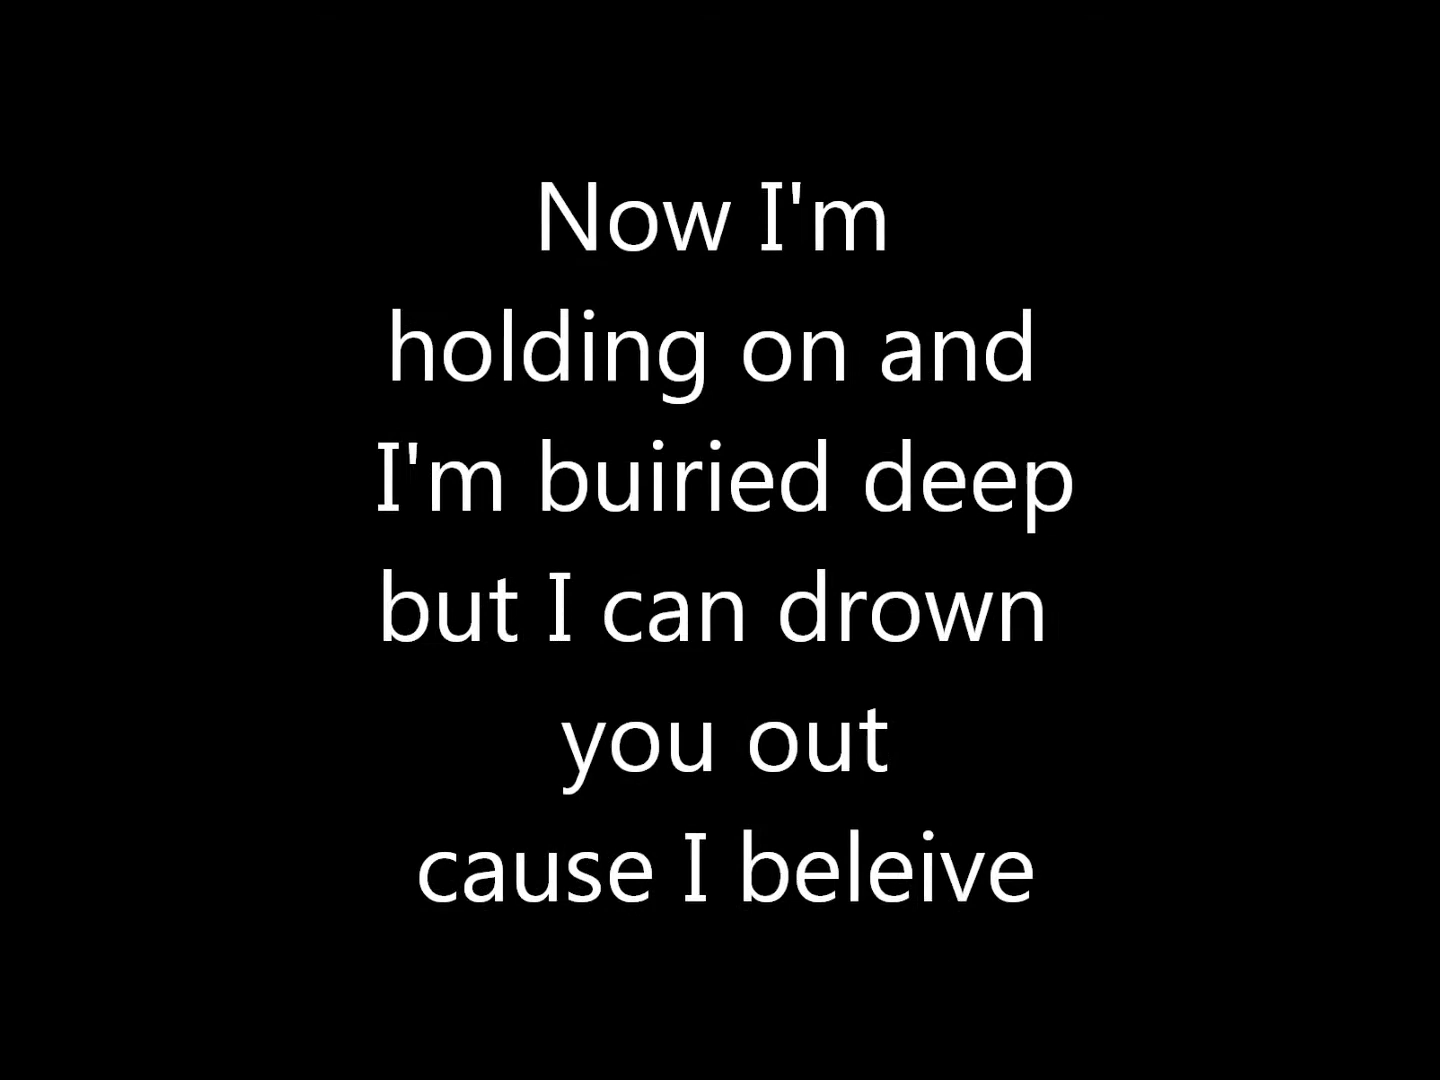 Now I'm
holding on and
I'm buiried deep
but I can drown
you out
cause I beleive